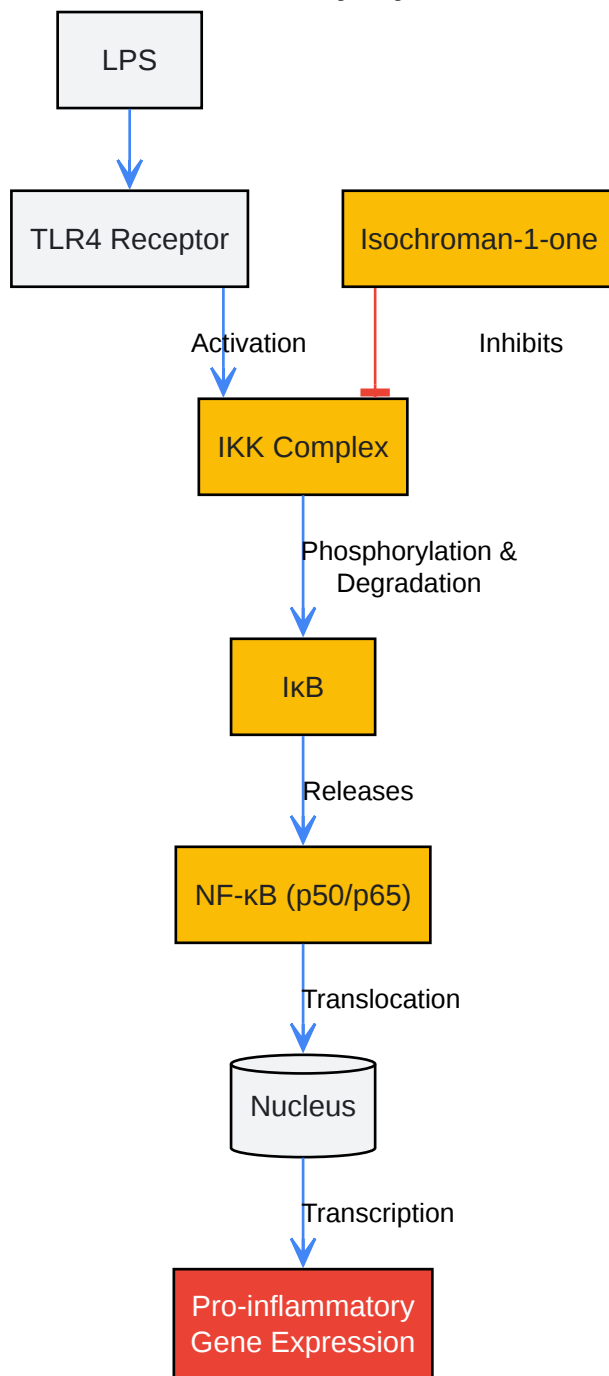 LPS
TLR4 Receptor
Isochroman-1-one
Activation
Inhibits
IKK Complex
Phosphorylation &
Degradation
IκB
Releases
NF-κB (p50/p65)
Translocation
Nucleus
Transcription
Pro-inflammatory
Gene Expression